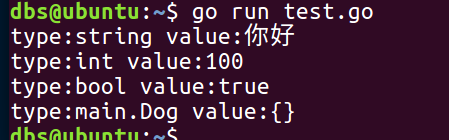 dbs@ubuntu:~$ go run test.go
type:string value:你好
type:int value:100
type:bool value:true
type:main.Dog value:{}
dbs@ubuntu:~$